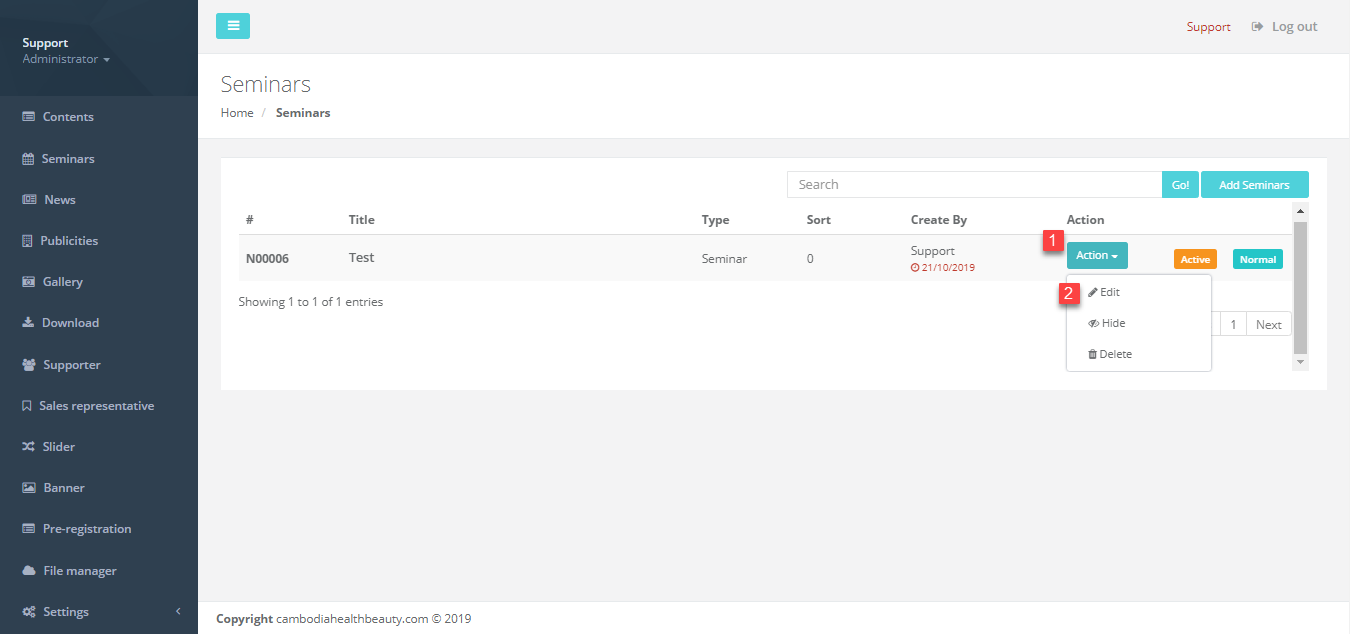 Support
Administrator
Contents
Seminars
News
Publicities
Gallery
Download
Supporter
Sales representative
Slider
Banner
Pre-registration
File manager
Settings
Support Log out
Seminars
Home / Seminars
Search Go! Add Seminars
# Title Type Sort Create By Action
N00006 Test Seminar 0 Support 1 Action Active Normal
21/10/2019
2 Edit
Hide
Delete
Showing 1 to 1 of 1 entries
1 Next
Copyright cambodiahealthbeauty.com © 2019